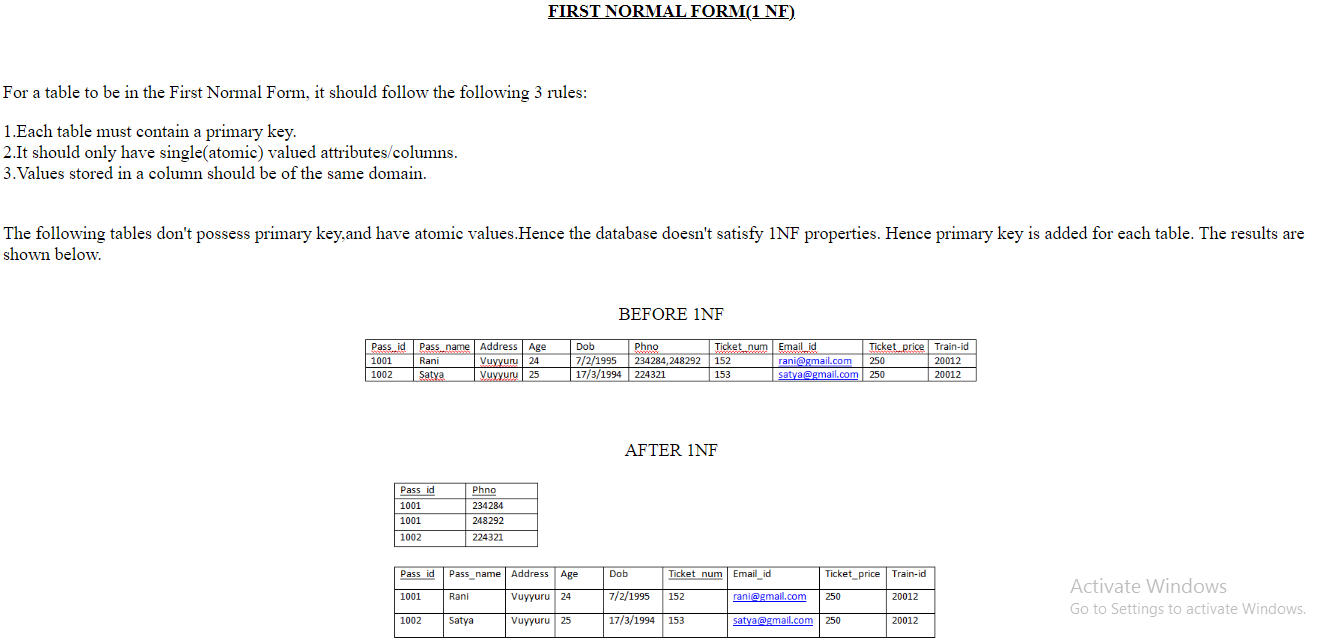 FIRST NORMAL FORM(1 NF)
For a table to be in the First Normal Form, it should follow the following 3 rules:
1.Each table must contain a primary key.
2.It should only have single(atomic) valued attributes/columns.
3.Values stored in a column should be of the same domain.
The following tables don't possess primary key,and have atomic values.Hence the database doesn't satisfy 1NF properties. Hence primary key is added for each table. The results are
shown below.
BEFORE 1NF
Pass_id Pass_name Address Age Dob Phno Ticket_num Email_id Ticket_price Train-id
1001 Rani Vuyyuru 24 7/2/1995 234284,248292 152 rani@gmail.com 250 20012
1002 Satya Vuyyuru 25 17/3/1994 224321 153 satya@gmail.com 250 20012
AFTER 1NF
Pass_id Phno
1001 234284
1001 248292
1002 224321
Pass_id Pass_name Address Age Dob Ticket_num Email_id Ticket_price Train-id
1001 Rani Vuyyuru 24 7/2/1995 152 rani@gmail.com 250 20012
1002 Satya Vuyyuru 25 17/3/1994 153 satya@gmail.com 250 20012
Activate Windows
Go to Settings to activate Windows.